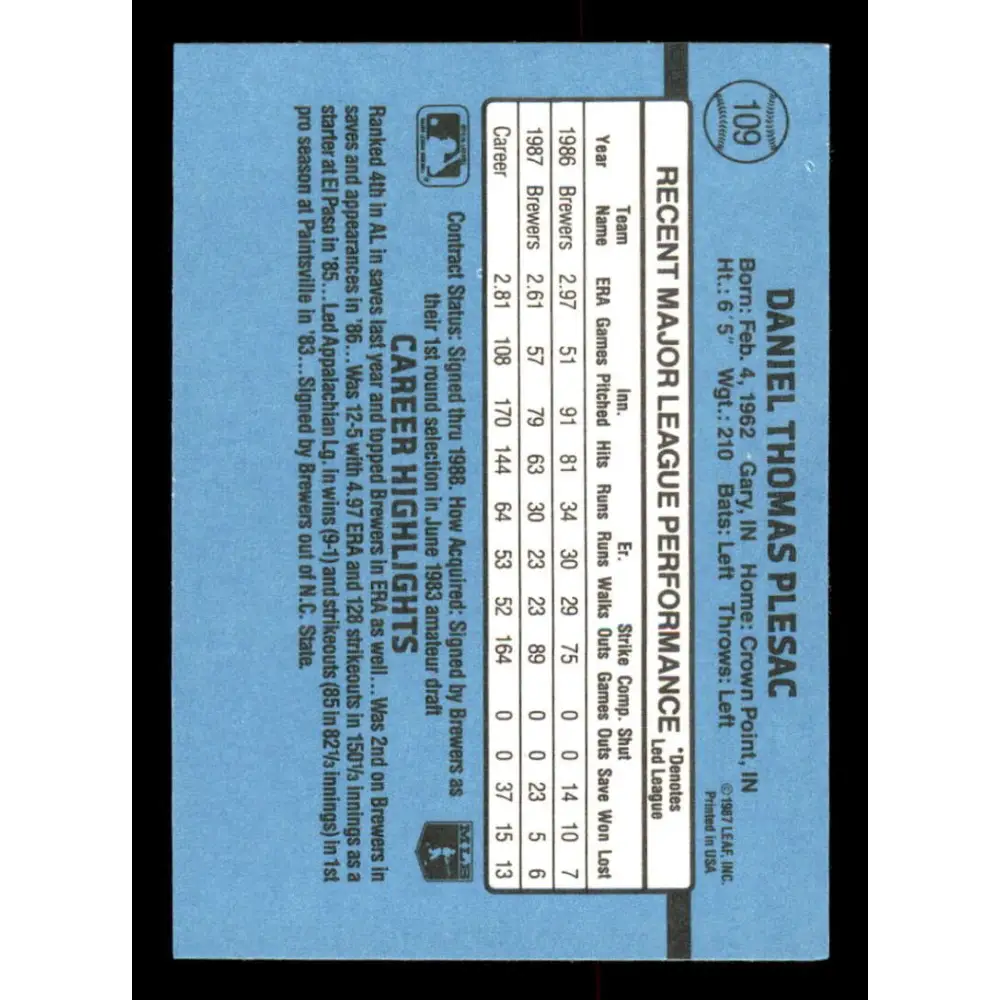 109
DANIEL THOMAS PLESAC
Born: Feb. 4, 1962 Gary, IN Home: Crown Point, IN
Ht.: 6'5" Wgt.: 210 Bats: Left Throws: Left
©1987 LEAF, INC.
Printed in USA
RECENT MAJOR LEAGUE PERFORMANCE
*Denotes
Led League
Team Inn. Er. Strike Comp. Shut
Year Name ERA Games Pitched Hits Runs Runs Walks Outs Games Outs Save Won Lost
1986 Brewers 2.97 51 91 81 34 30 29 75 0 0 14 10 7
1987 Brewers 2.61 57 79 63 30 23 23 89 0 0 23 5 6
Career 2.81 108 170 144 64 53 52 164 0 0 37 15 13
Contract Status: Signed thru 1988. How Acquired: Signed by Brewers as
their 1st round selection in June 1983 amateur draft
MLB
CAREER HIGHLIGHTS
Ranked 4th in AL in saves last year and topped Brewers in ERA as well...Was 2nd on Brewers in
saves and appearances in '86...Was 12-5 with 4.97 ERA and 128 strikeouts in 150⅓ innings as a
starter at El Paso in '85...Led Appalachian Lg. in wins (9-1) and strikeouts (85 in 82⅓ innings) in 1st
pro season at Paintsville in '83...Signed by Brewers out of N.C. State.